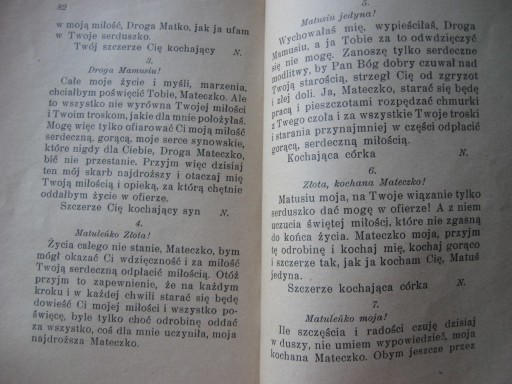 82
w moją miłość, Droga Matko, jak ja ufam
w Twoje serduszko.
Twój szczerze Cię kochający N.
3.
Droga Mamusiu!
Całe moje życie i myśli, marzenia,
chciałbym poświęcić Tobie, Mateczko. Ale
to wszystko nie wyrówna Twojej miłości
i Twoim troskom, jakie dla mnie położyłaś.
Mogę więc tylko ofiarować Ci moją miłość
serdeczną, gorącą, moje serce synowskie,
które nigdy dla Ciebie, Droga Mateczko,
bić nie przestanie. Przyjm więc dzisiaj
ten mój skarb najdroższy i otaczaj mię
Twoją miłością i opieką, za którą chętnie
oddałbym życie w ofierze.
Szczerze Cię kochający syn N.
4.
Matuleńko Złota!
Życia całego nie stanie, Mateczko, bym
mógł okazać Ci wdzięczność i za miłość
Twoją serdeczną odpłacić miłością. Otóż
przyjm to zapewnienie, że na każdym
kroku i w każdej chwili starać się będę
dowieść Ci mojej miłości i wszystko po-
święcę, byle tylko choć odrobinę oddać
za wszystko, coś dla mnie uczyniła, moja
najdroższa Mateczko.
5.
Matusiu jedyna!
Wychowałaś mię, wypieściłaś, Droga
Mamusiu, a ja Tobie za to odwdzięczyć
się nie mogę. Zanoszę tylko serdeczne
modlitwy, by Pan Bóg dobry czuwał nad
Twoją starością, strzegł Cię od zgryzot
i złej doli. Ja, Mateczko, starać się będę
pracą i pieszczotami rozpędzać chmurki
z Twego czoła i za wszystkie Twoje troski
i starania przynajmniej w części odpłacić
gorącą, serdeczną miłością.
Kochająca córka N.
6.
Złota, kochana Mateczko!
Matusiu moja, na Twoje wiązanie tylko
serduszko dać mogę w ofierze! A z niem
uczucia świętej miłości, które nie zgasną
do końca życia. Mateczko moja, przyjm
tę odrobinę i kochaj mię, kochaj gorąco
i szczerze tak, jak ja kocham Cię, Matuś
jedyna.
Szczerze kochająca córka N.
7.
Matuleńko moja!
Ile szczęścia i radości czuję dzisiaj
w duszy, nie umiem wypowiedzieć, moja
kochana Mateczko. Obym jeszcze przez